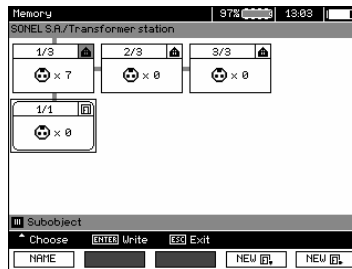 Memory 97% 13:03
SONEL S.A./Transformer station
1/3 2/3 3/3
× 7 × 0 × 0
1/1
× 0
Subobject
Choose ENTER Write ESC Exit
NAME NEW NEW